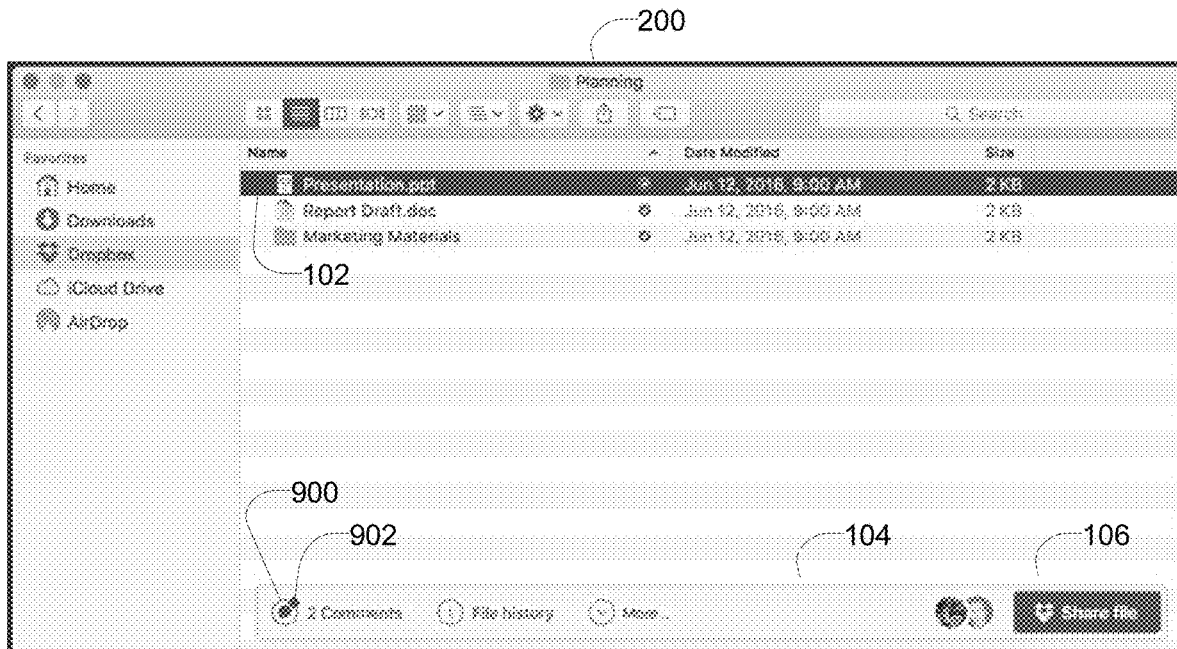 200
Planning
Search
Favorites
Name Date Modified Size
Home
Presentation.ppt Jun 12, 2016, 9:00 AM 2 KB
Downloads
Report Draft.doc Jun 12, 2016, 9:00 AM 2 KB
Dropbox
Marketing Materials Jun 12, 2016, 9:00 AM 2 KB
102
iCloud Drive
AirDrop
900
902
104
106
2 Comments File history More... Share file